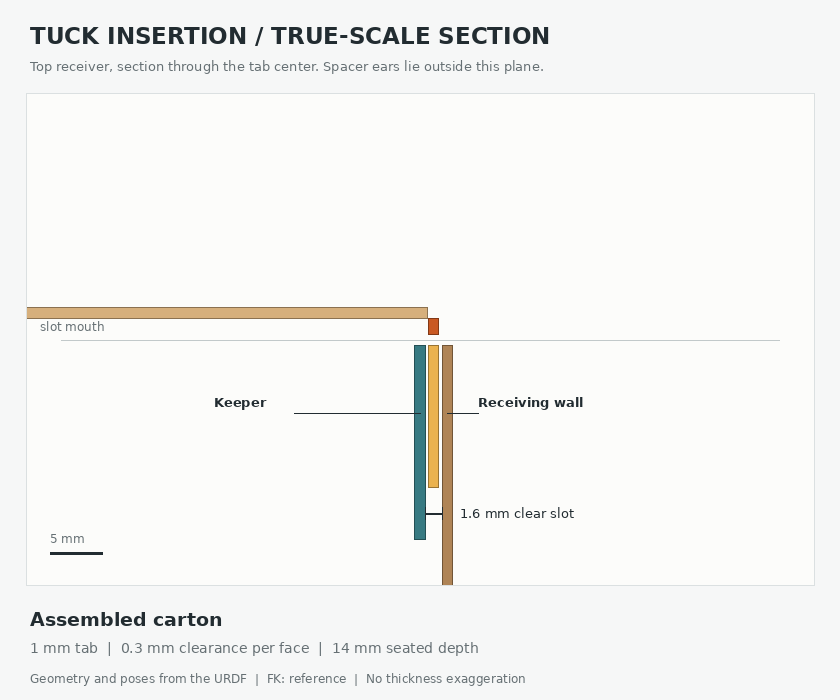 TUCK INSERTION / TRUE-SCALE SECTION
Top receiver, section through the tab center. Spacer ears lie outside this plane.
slot mouth
Keeper
Receiving wall
1.6 mm clear slot
5 mm
Assembled carton
1 mm tab | 0.3 mm clearance per face | 14 mm seated depth
Geometry and poses from the URDF | FK: reference | No thickness exaggeration